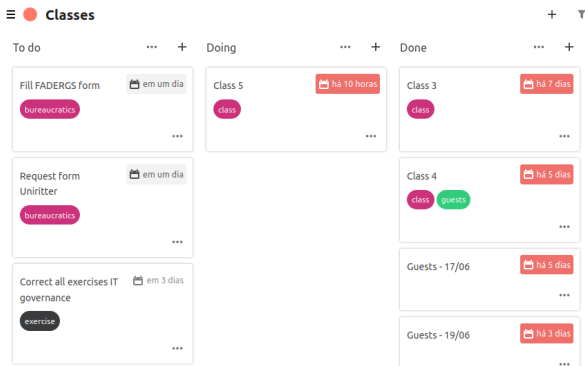 Classes
To do
Fill FADERGS form
em um dia
bureaucratics
Request form
Uniritter
em um dia
bureaucratics
Correct all exercises IT
governance
em 3 dias
exercise
Doing
Class 5
há 10 horas
class
Done
Class 3
há 7 dias
class
Class 4
há 5 dias
class guests
Guests - 17/06
há 5 dias
Guests - 19/06
há 3 dias